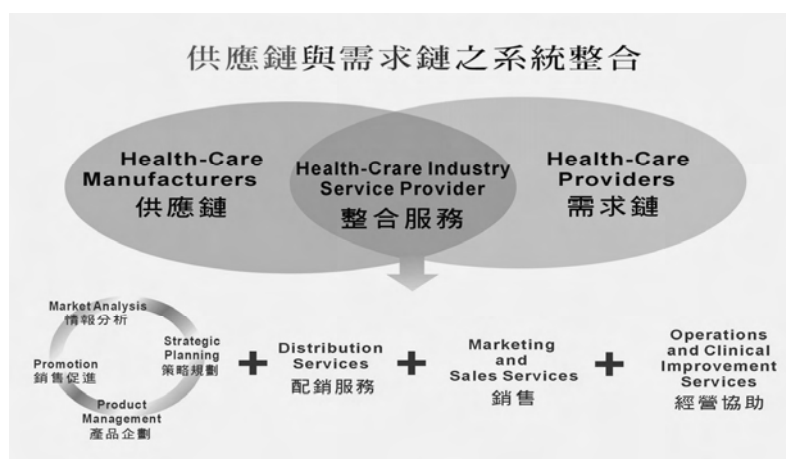 供應鏈與需求鏈之系統整合
Health-Care
Manufacturers
供應鏈
Health-Crare Industry
Service Provider
整合服務
Health-Care
Providers
需求鏈
Market Analysis
情報分析
Strategic
Planning
策略規劃
Promotion
銷售促進
Product
Management
產品企劃
+
Distribution
Services
配銷服務
+
Marketing
and
Sales Services
銷售
+
Operations
and Clinical
Improvement
Services
經營協助